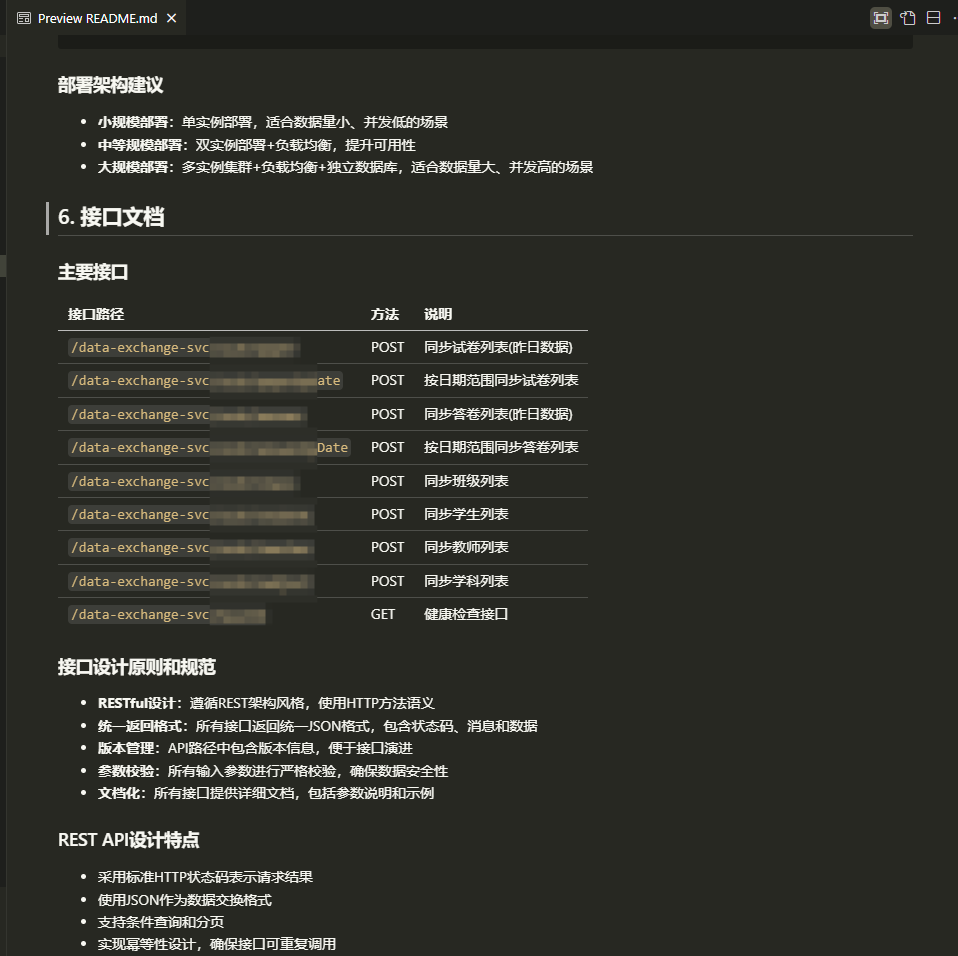 Preview README.md
部署架构建议
小规模部署：单实例部署，适合数据量小、并发低的场景
中等规模部署：双实例部署+负载均衡，提升可用性
大规模部署：多实例集群+负载均衡+独立数据库，适合数据量大、并发高的场景
6. 接口文档
主要接口
接口路径 方法 说明
/data-exchange-svc POST 同步试卷列表(昨日数据)
/data-exchange-svc ate POST 按日期范围同步试卷列表
/data-exchange-svc POST 同步答卷列表(昨日数据)
/data-exchange-svc Date POST 按日期范围同步答卷列表
/data-exchange-svc POST 同步班级列表
/data-exchange-svc POST 同步学生列表
/data-exchange-svc POST 同步教师列表
/data-exchange-svc POST 同步学科列表
/data-exchange-svc GET 健康检查接口
接口设计原则和规范
RESTful设计：遵循REST架构风格，使用HTTP方法语义
统一返回格式：所有接口返回统一JSON格式，包含状态码、消息和数据
版本管理：API路径中包含版本信息，便于接口演进
参数校验：所有输入参数进行严格校验，确保数据安全性
文档化：所有接口提供详细文档，包括参数说明和示例
REST API设计特点
采用标准HTTP状态码表示请求结果
使用JSON作为数据交换格式
支持条件查询和分页
实现幂等性设计，确保接口可重复调用